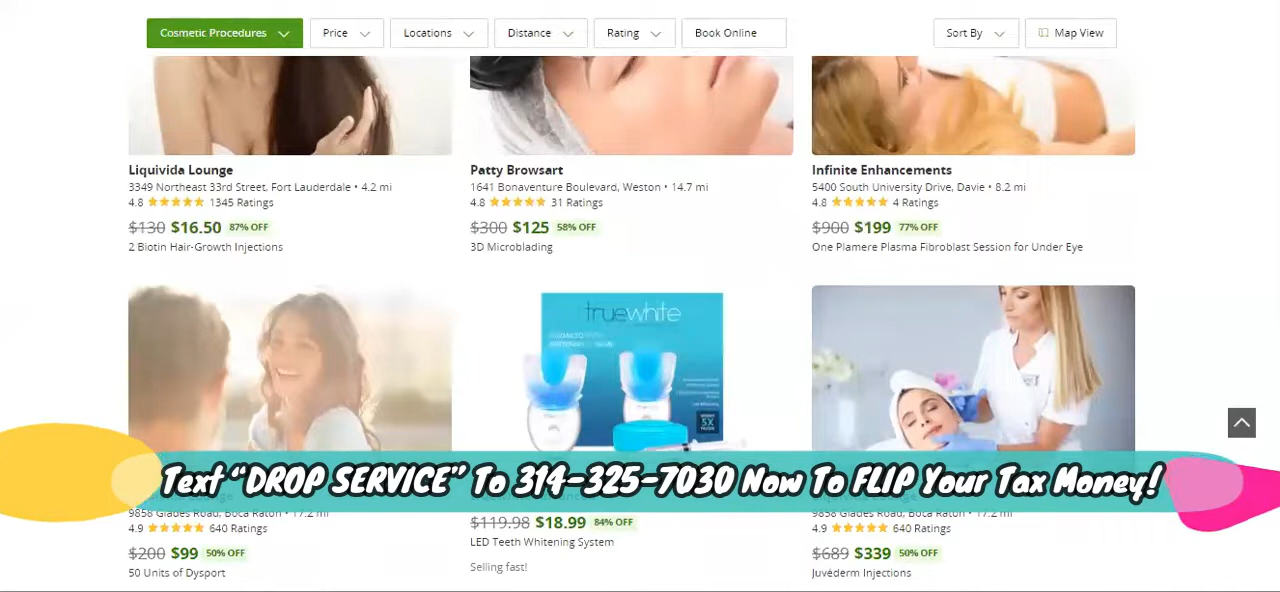 Cosmetic Procedures
Price
Locations
Distance
Rating
Book Online
Sort By
Map View
Liquivida Lounge
3349 Northeast 33rd Street, Fort Lauderdale • 4.2 mi
4.8 1345 Ratings
$130 $16.50 87% OFF
2 Biotin Hair-Growth Injections
Patty Browsart
1641 Bonaventure Boulevard, Weston • 14.7 mi
4.8 31 Ratings
$300 $125 58% OFF
3D Microblading
Infinite Enhancements
5400 South University Drive, Davie • 8.2 mi
4.8 4 Ratings
$900 $199 77% OFF
One Plamere Plasma Fibroblast Session for Under Eye
truewhite
5X
Text “DROP SERVICE” To 314-325-7030 Now To FLIP Your Tax Money!
9858 Glades Road, Boca Raton • 17.2 mi
4.9 640 Ratings
$200 $99 50% OFF
50 Units of Dysport
$119.98 $18.99 84% OFF
LED Teeth Whitening System
Selling fast!
9858 Glades Road, Boca Raton • 17.2 mi
4.9 640 Ratings
$689 $339 50% OFF
Juvéderm Injections